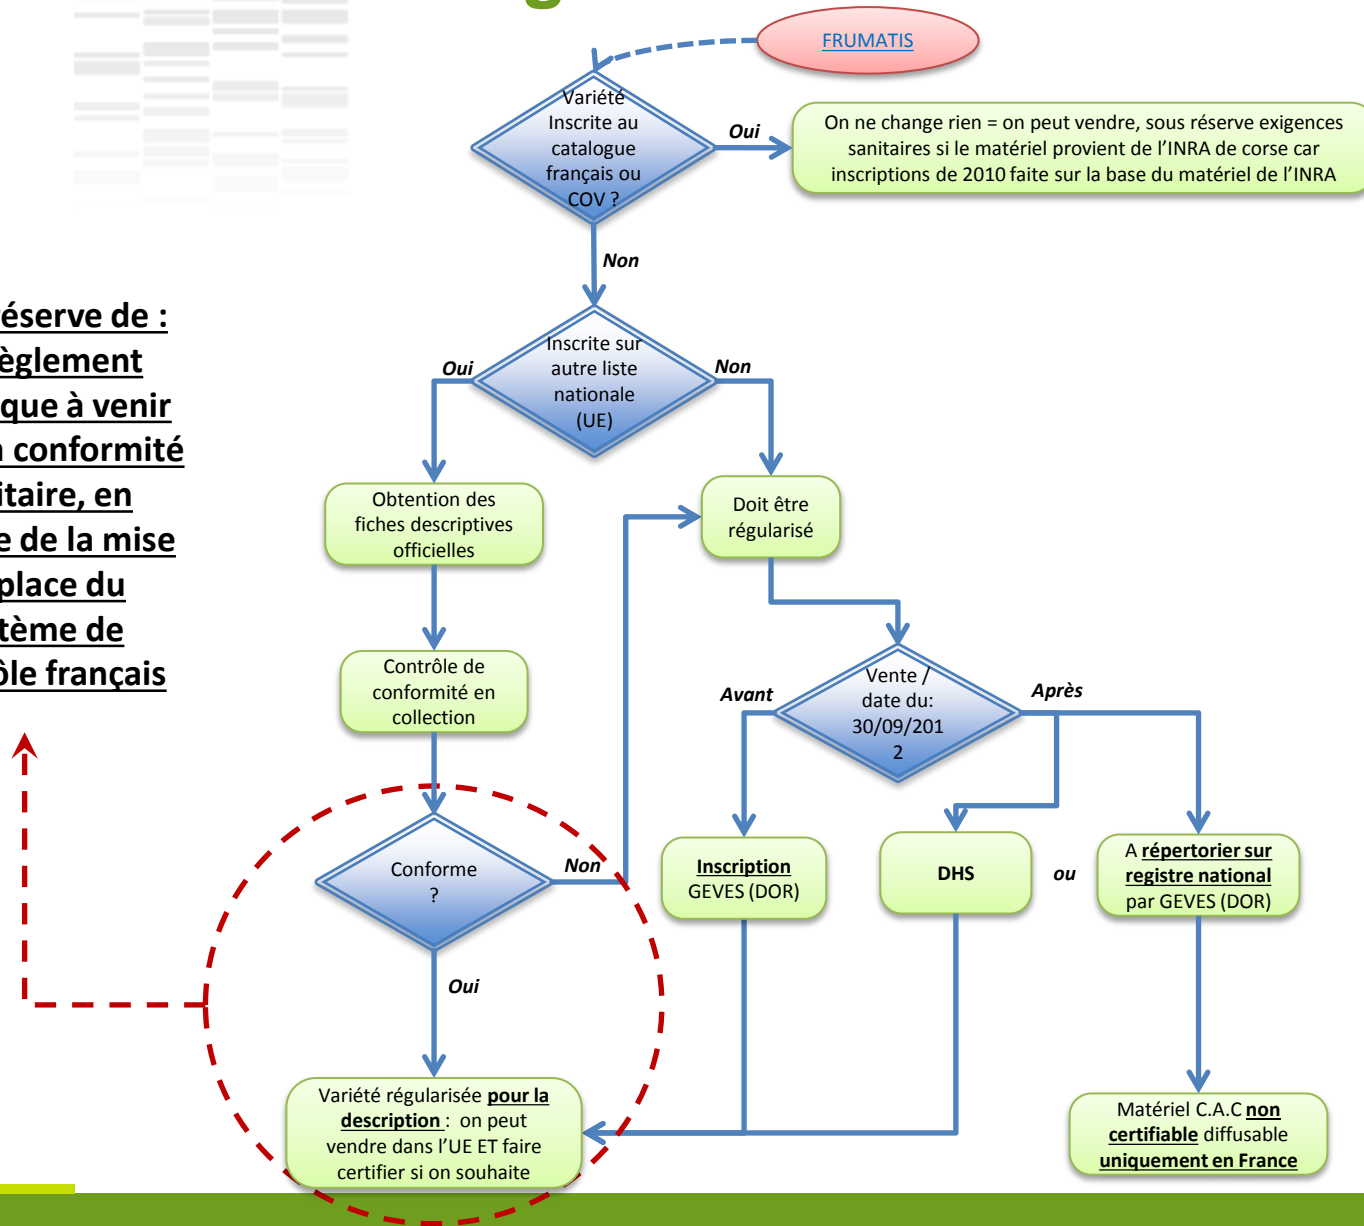 FRUMATIS
Variété
Inscrite au
catalogue
français ou
COV ?
Oui
On ne change rien = on peut vendre, sous réserve exigences
sanitaires si le matériel provient de l'INRA de corse car
inscriptions de 2010 faite sur la base du matériel de l'INRA
Non
réserve de :
règlement
que à venir
conformité
itaire, en
e de la mise
place du
tème de
ôle français
Inscrite sur
autre liste
nationale
(UE)
Oui
Non
Obtention des
fiches descriptives
officielles
Doit être
régularisé
Contrôle de
conformité en
collection
Vente /
date du:
30/09/201
2
Avant
Après
Conforme
?
Non
Oui
Inscription
GEVES (DOR)
DHS
ou
A répertorier sur
registre national
par GEVES (DOR)
Variété régularisée pour la
description : on peut
vendre dans l'UE ET faire
certifier si on souhaite
Matériel C.A.C non
certifiable diffusable
uniquement en France